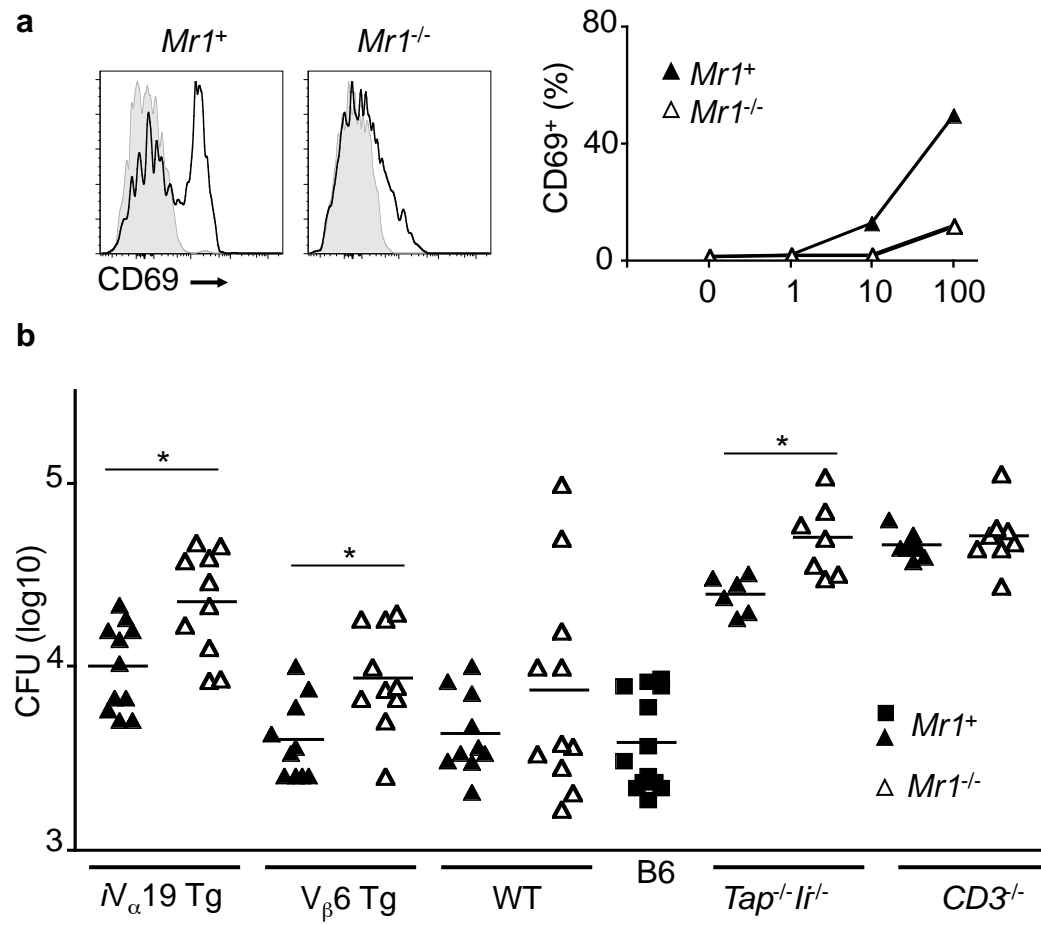 a
Mr1+ Mr1-/-
CD69 →
80
40
0
CD69+ (%)
Mr1+
Mr1-/-
0 1 10 100
b
CFU (log10)
5
4
3
* * *
Mr1+
Mr1-/-
iVα19 Tg Vβ6 Tg WT B6 Tap-/-Ii-/- CD3-/-